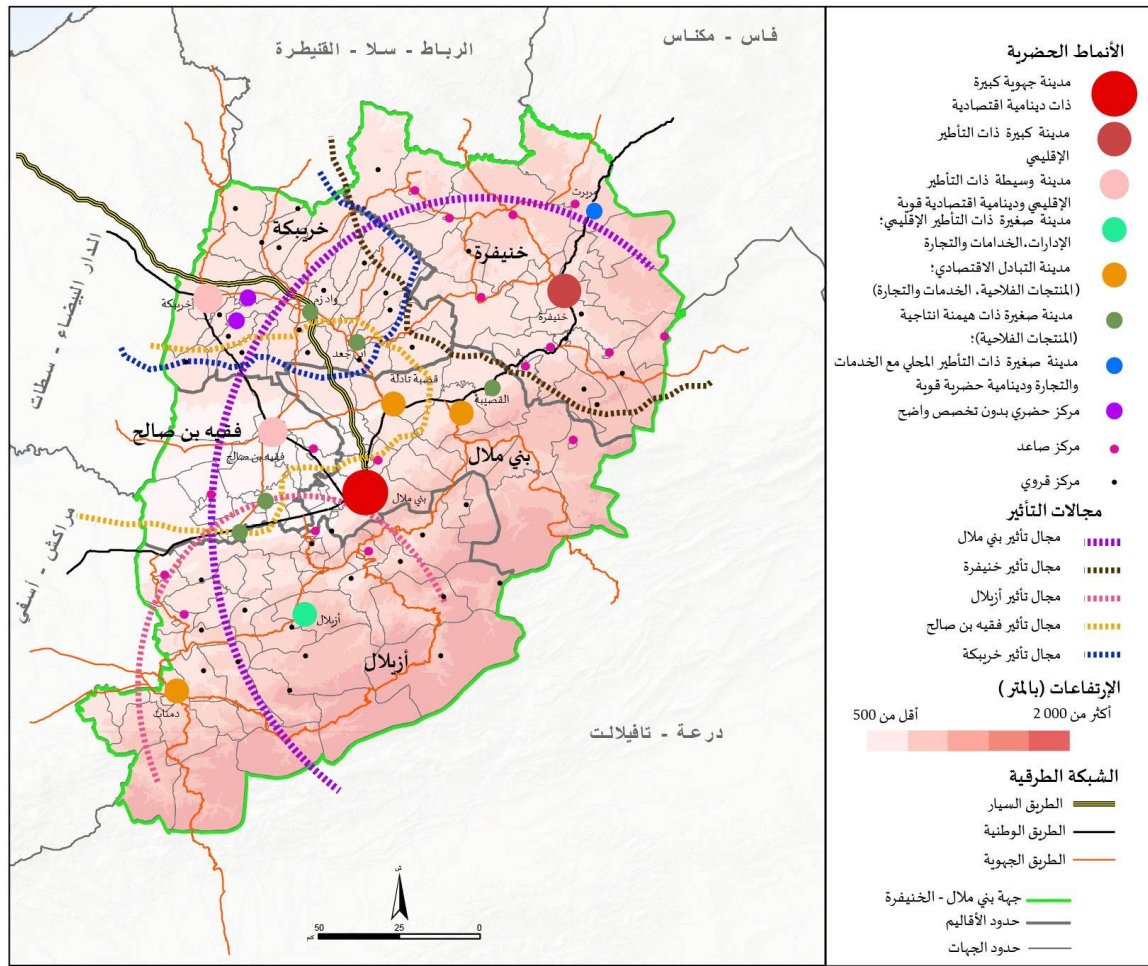 فاس - مكناس
الرباط - سلا - القنيطرة
الدار البيضاء - سطات
مراكش - أسفي
درعة - تافيلالت
خريبكة
خنيفرة
مريرت
أخريبكة
وادزم
خنيفرة
قصبة تادلة
القصيبة
فقيه بن صالح
فقيه بن صالح
بني ملال
بني ملال
أزيلال
أزيلال
دمنات
ش
50
25
0
كلم
الأنماط الحضرية
مدينة جهوية كبيرة
ذات دينامية اقتصادية
مدينة كبيرة ذات التأطير
الإقليمي
مدينة وسيطة ذات التأطير
الإقليمي ودينامية اقتصادية قوية
مدينة صغيرة ذات التأطير الإقليمي؛
الإدارات،الخدامات والتجارة
مدينة التبادل الاقتصادي؛
(المنتجات الفلاحية، الخدمات والتجارة)
مدينة صغيرة ذات هيمنة انتاجية
(المنتجات الفلاحية)؛
مدينة صغيرة ذات التأطير المحلي مع الخدمات
والتجارة ودينامية حضرية قوية
مركز حضري بدون تخصص واضح
مركز صاعد
مركز قروي
مجالات التأثير
مجال تأثير بني ملال
مجال تأثير خنيفرة
مجال تأثير أزيلال
مجال تأثير فقيه بن صالح
مجال تأثير خريبكة
الإرتفاعات (بالمتر)
أقل من 500
أكثر من 000 2
الشبكة الطرقية
الطريق السيار
الطريق الوطنية
الطريق الجهوية
جهة بني ملال - الخنيفرة
حدود الأقاليم
حدود الجهات